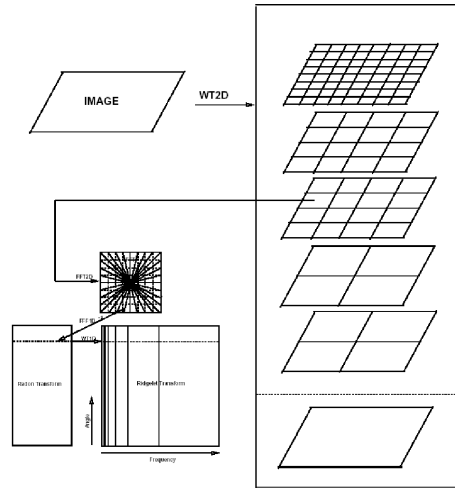 IMAGE
WT2D
FFT2D
FFT1D
WT1D
Radon Transform
Ridgelet Transform
Angle
Frequency